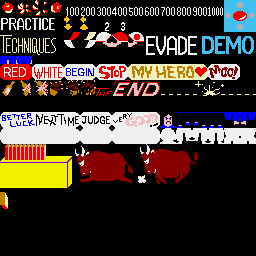 PRACTICE 100 200 300 400 500 600 700 800 900 1000
2 3
TECHNIQUES EVADE DEMO
RED WHITE BEGIN STOP MY HERO Moo!
END
BETTER LUCK NEXT TIME JUDGE VERY GOOD